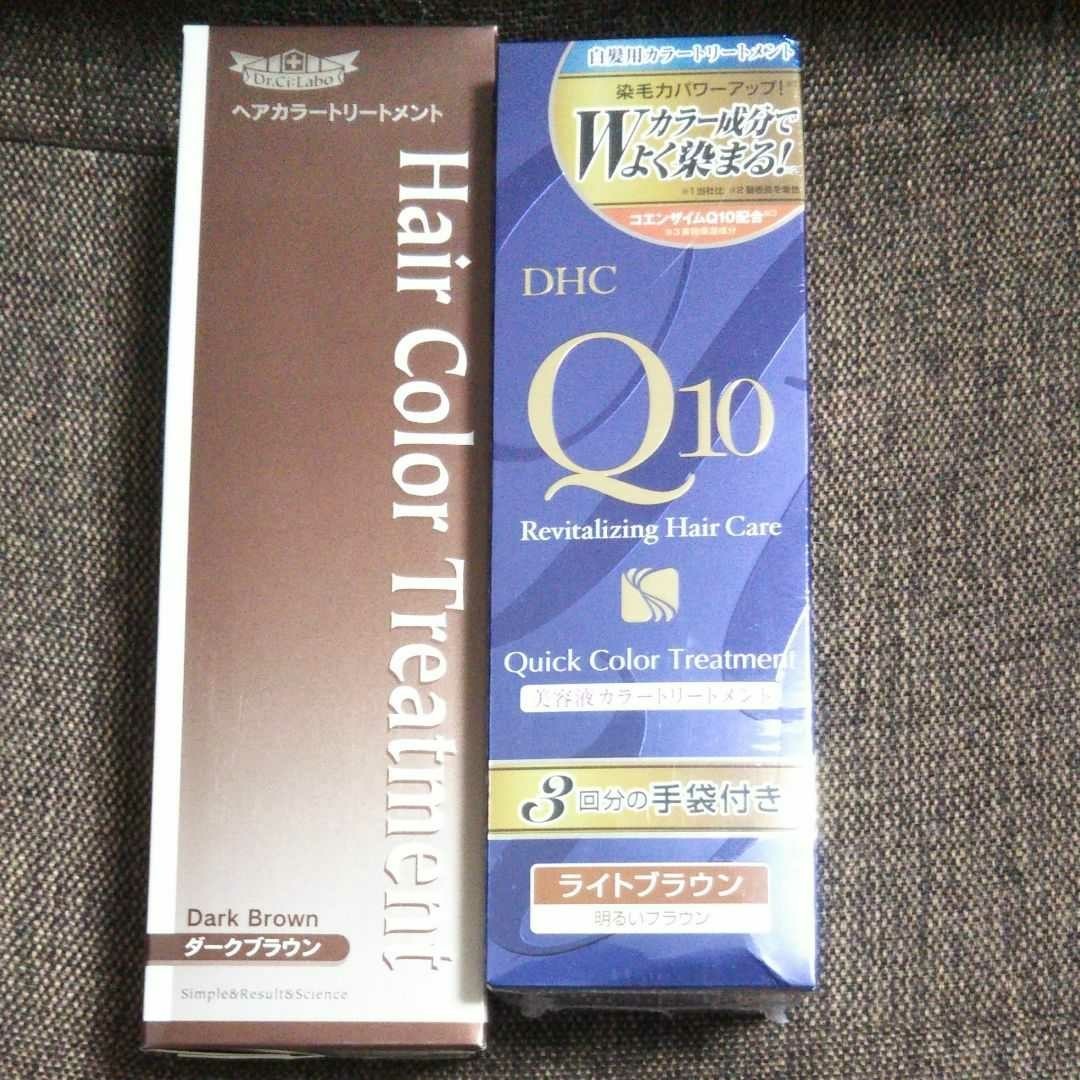 Dr.Ci:Labo
ヘアカラートリートメント
Hair Color Treatment
Dark Brown
ダークブラウン
Simple&Result&Science
白髪用カラートリートメント
染毛力パワーアップ!
Wカラー成分で
よく染まる!
※1当社比
コエンザイムQ10配合
DHC
Q10
Revitalizing Hair Care
Quick Color Treatment
美容液カラートリートメント
3回分の手袋付き
ライトブラウン
明るいブラウン